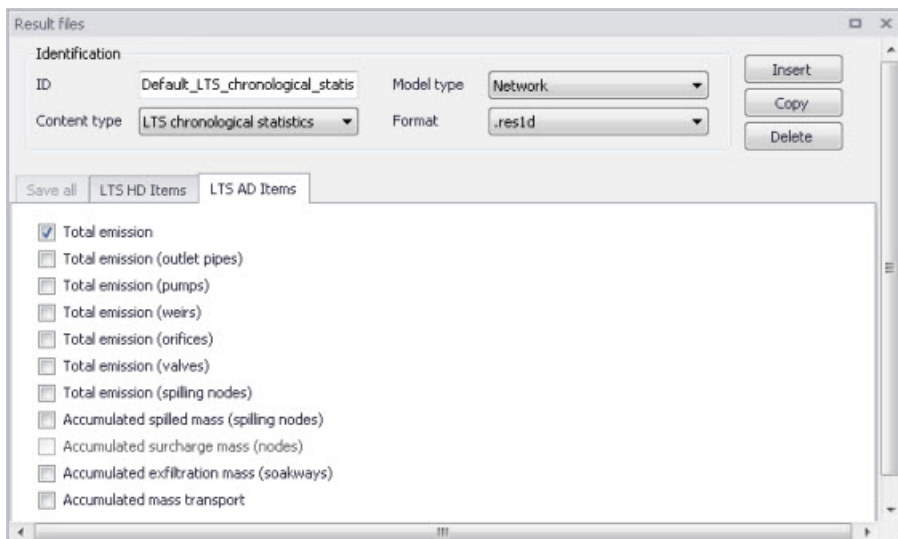 Result files
Identification
ID Default_LTS_chronological_statis Model type Network Insert
Content type LTS chronological statistics Format .res1d Copy
Delete
Save all LTS HD Items LTS AD Items
Total emission
Total emission (outlet pipes)
Total emission (pumps)
Total emission (weirs)
Total emission (orifices)
Total emission (valves)
Total emission (spilling nodes)
Accumulated spilled mass (spilling nodes)
Accumulated surcharge mass (nodes)
Accumulated exfiltration mass (soakways)
Accumulated mass transport